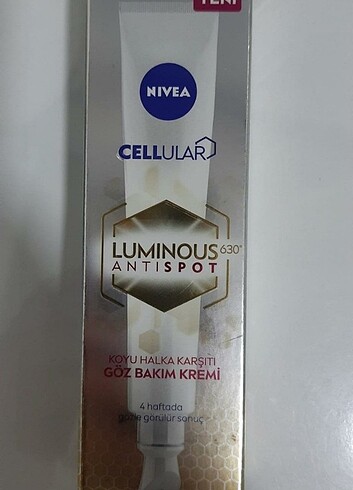 YENİ
NIVEA
CELLULAR
LUMINOUS 630®
ANTISPOT
KOYU HALKA KARŞITI
GÖZ BAKIM KREMİ
4 haftada
gözle görülür sonuç